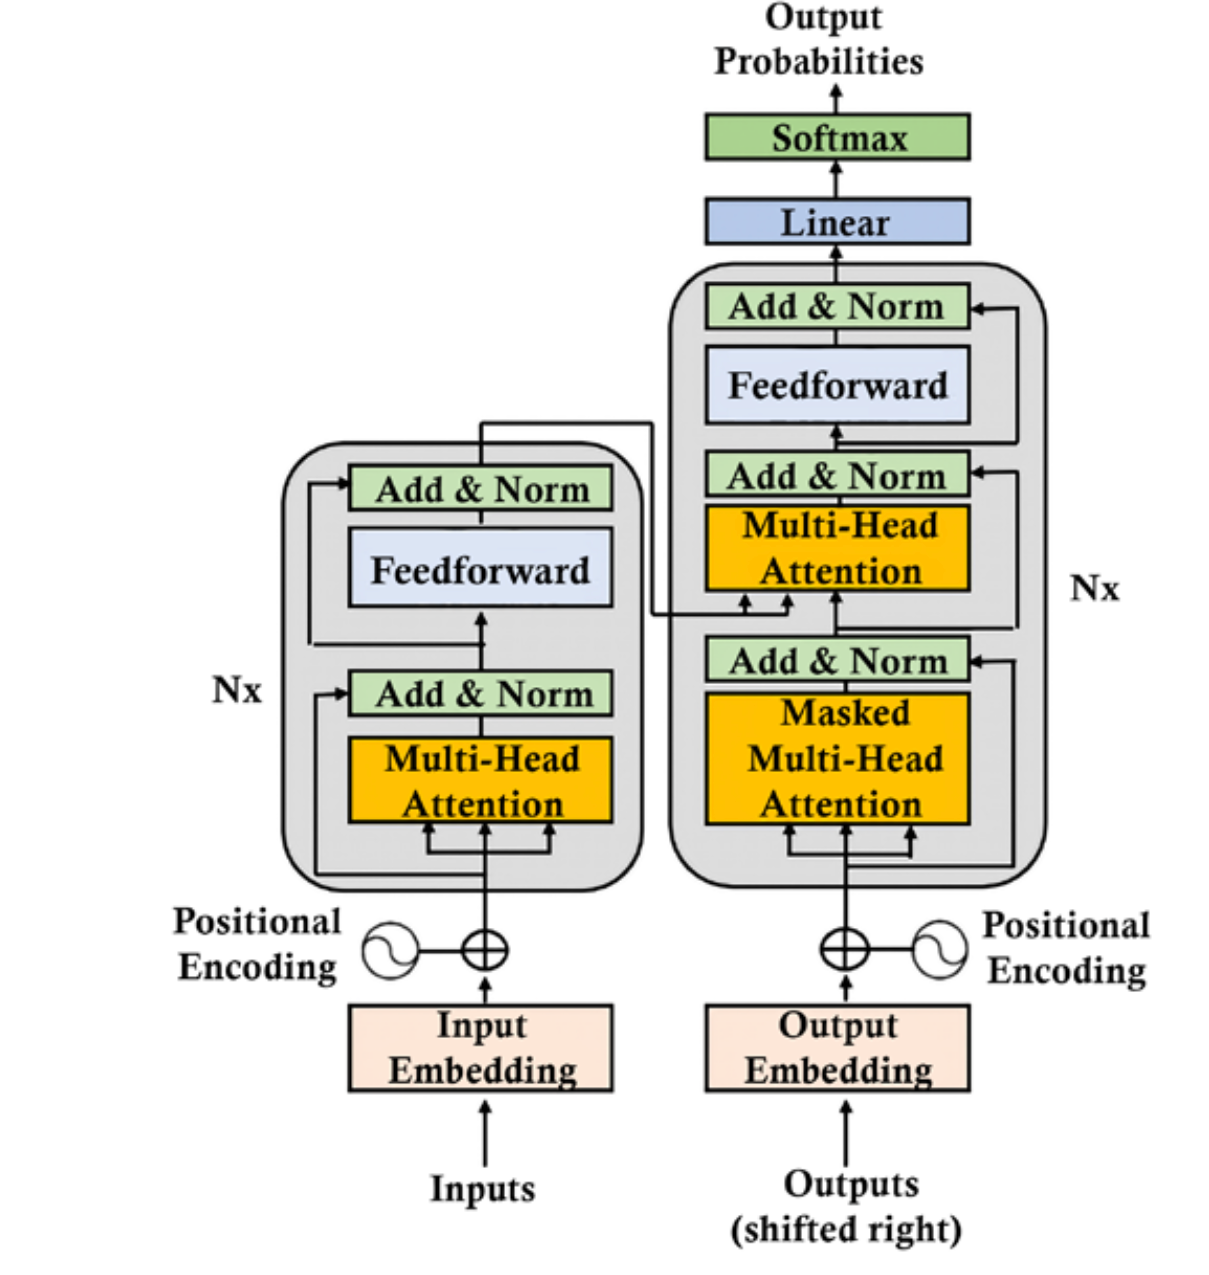 Output
Probabilities
Softmax
Linear
Add & Norm
Feedforward
Add & Norm
Multi-Head
Attention
Nx
Add & Norm
Masked
Multi-Head
Attention
Positional
Encoding
Output
Embedding
Outputs
(shifted right)
Add & Norm
Feedforward
Nx
Add & Norm
Multi-Head
Attention
Positional
Encoding
Input
Embedding
Inputs